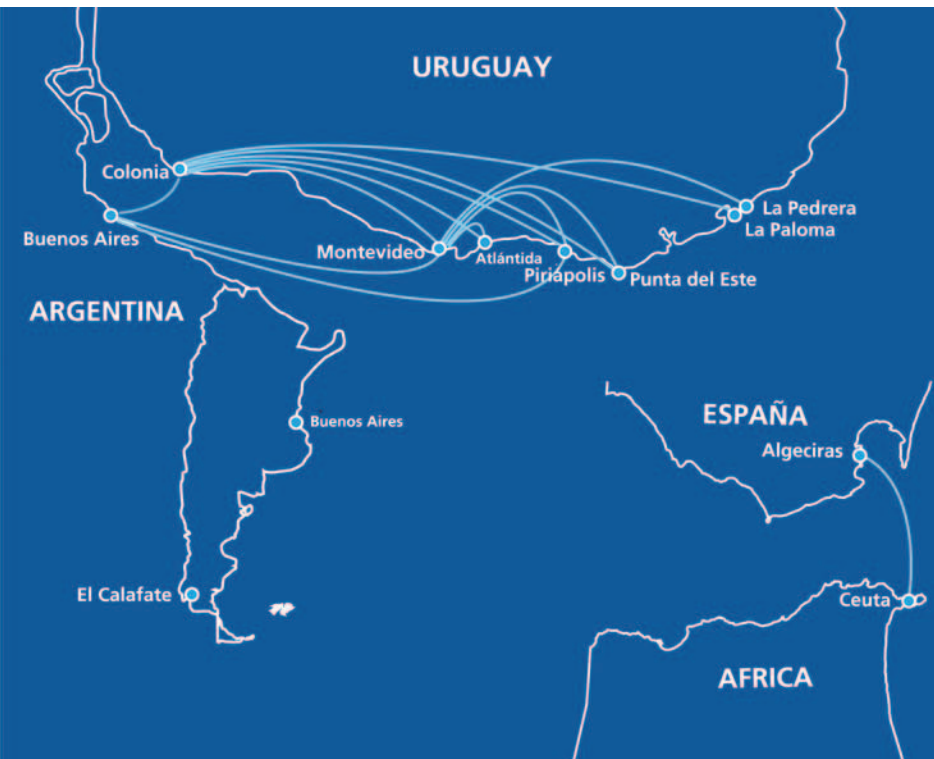 URUGUAY
Colonia
La Pedrera
La Paloma
Buenos Aires
Montevideo
Atlántida
Piriápolis
Punta del Este
ARGENTINA
ESPAÑA
Buenos Aires
Algeciras
El Calafate
Ceuta
AFRICA